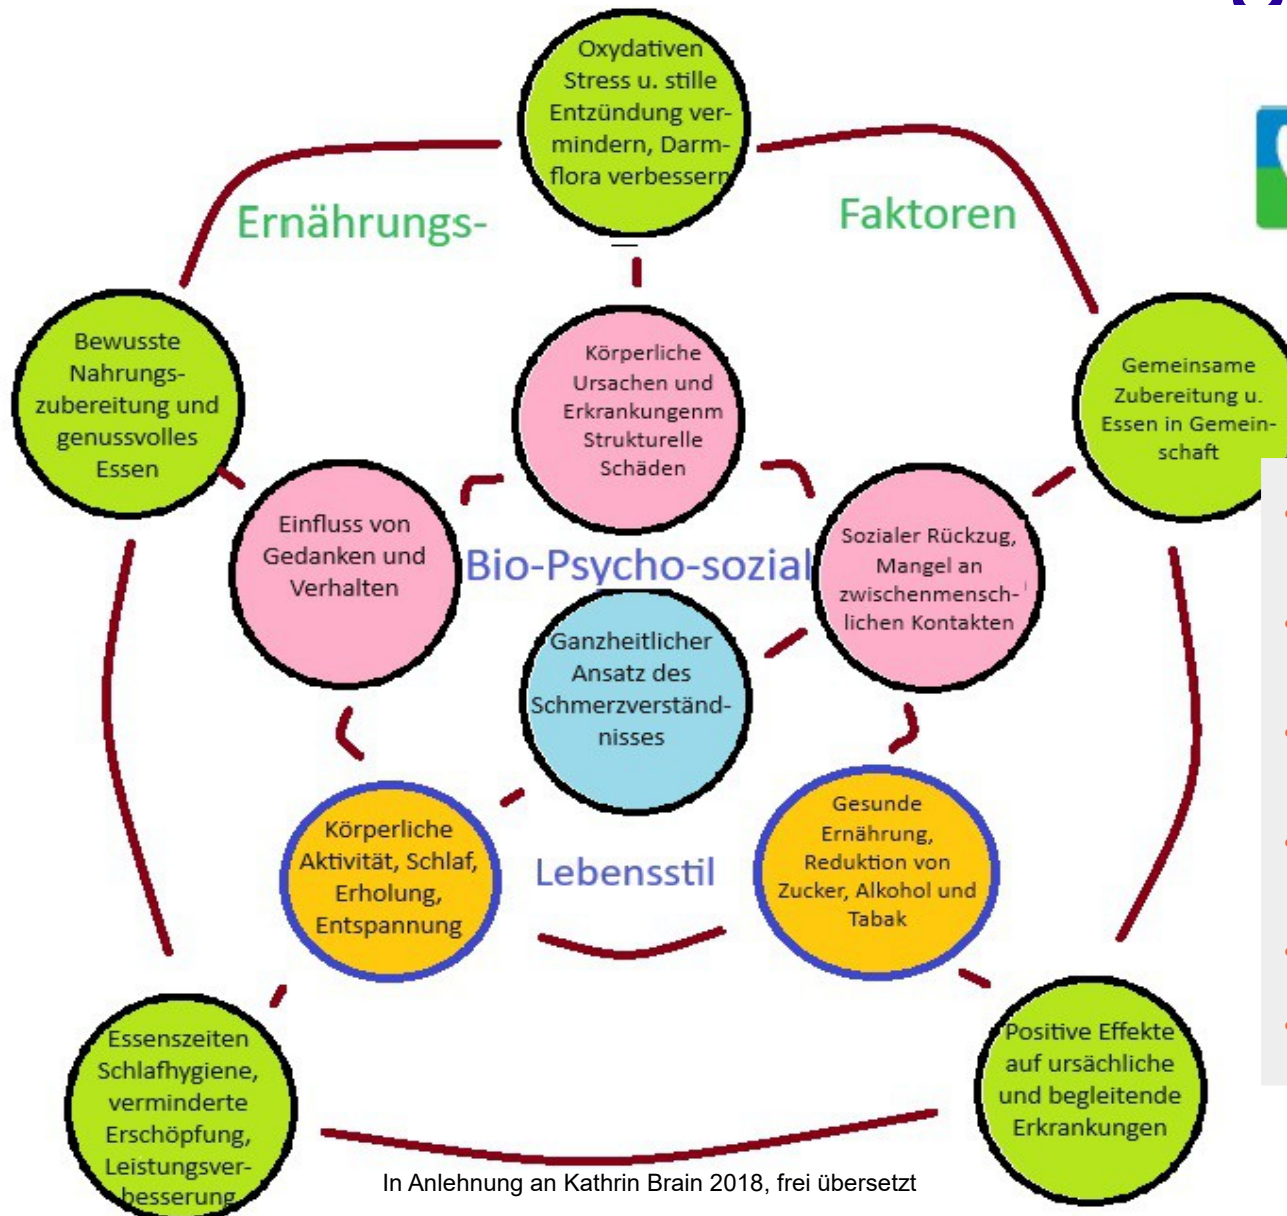 Oxydativen
Stress u. stille
Entzündung ver-
mindern, Darm-
flora verbessern
Ernährungs-
Faktoren
Bewusste
Nahrungs-
zubereitung und
genussvolles
Essen
Körperliche
Ursachen und
Erkrankungenm
Strukturelle
Schäden
Gemeinsame
Zubereitung u.
Essen in Gemein-
schaft
Einfluss von
Gedanken und
Verhalten
Bio-Psycho-sozial
Sozialer Rückzug,
Mangel an
zwischenmensch-
lichen Kontakten
Ganzheitlicher
Ansatz des
Schmerzverständ-
nisses
Körperliche
Aktivität, Schlaf,
Erholung,
Entspannung
Lebensstil
Gesunde
Ernährung,
Reduktion von
Zucker, Alkohol und
Tabak
Essenszeiten
Schlafhygiene,
verminderte
Erschöpfung,
Leistungsver-
besserung
Positive Effekte
auf ursächliche
und begleitende
Erkrankungen
In Anlehnung an Kathrin Brain 2018, frei übersetzt